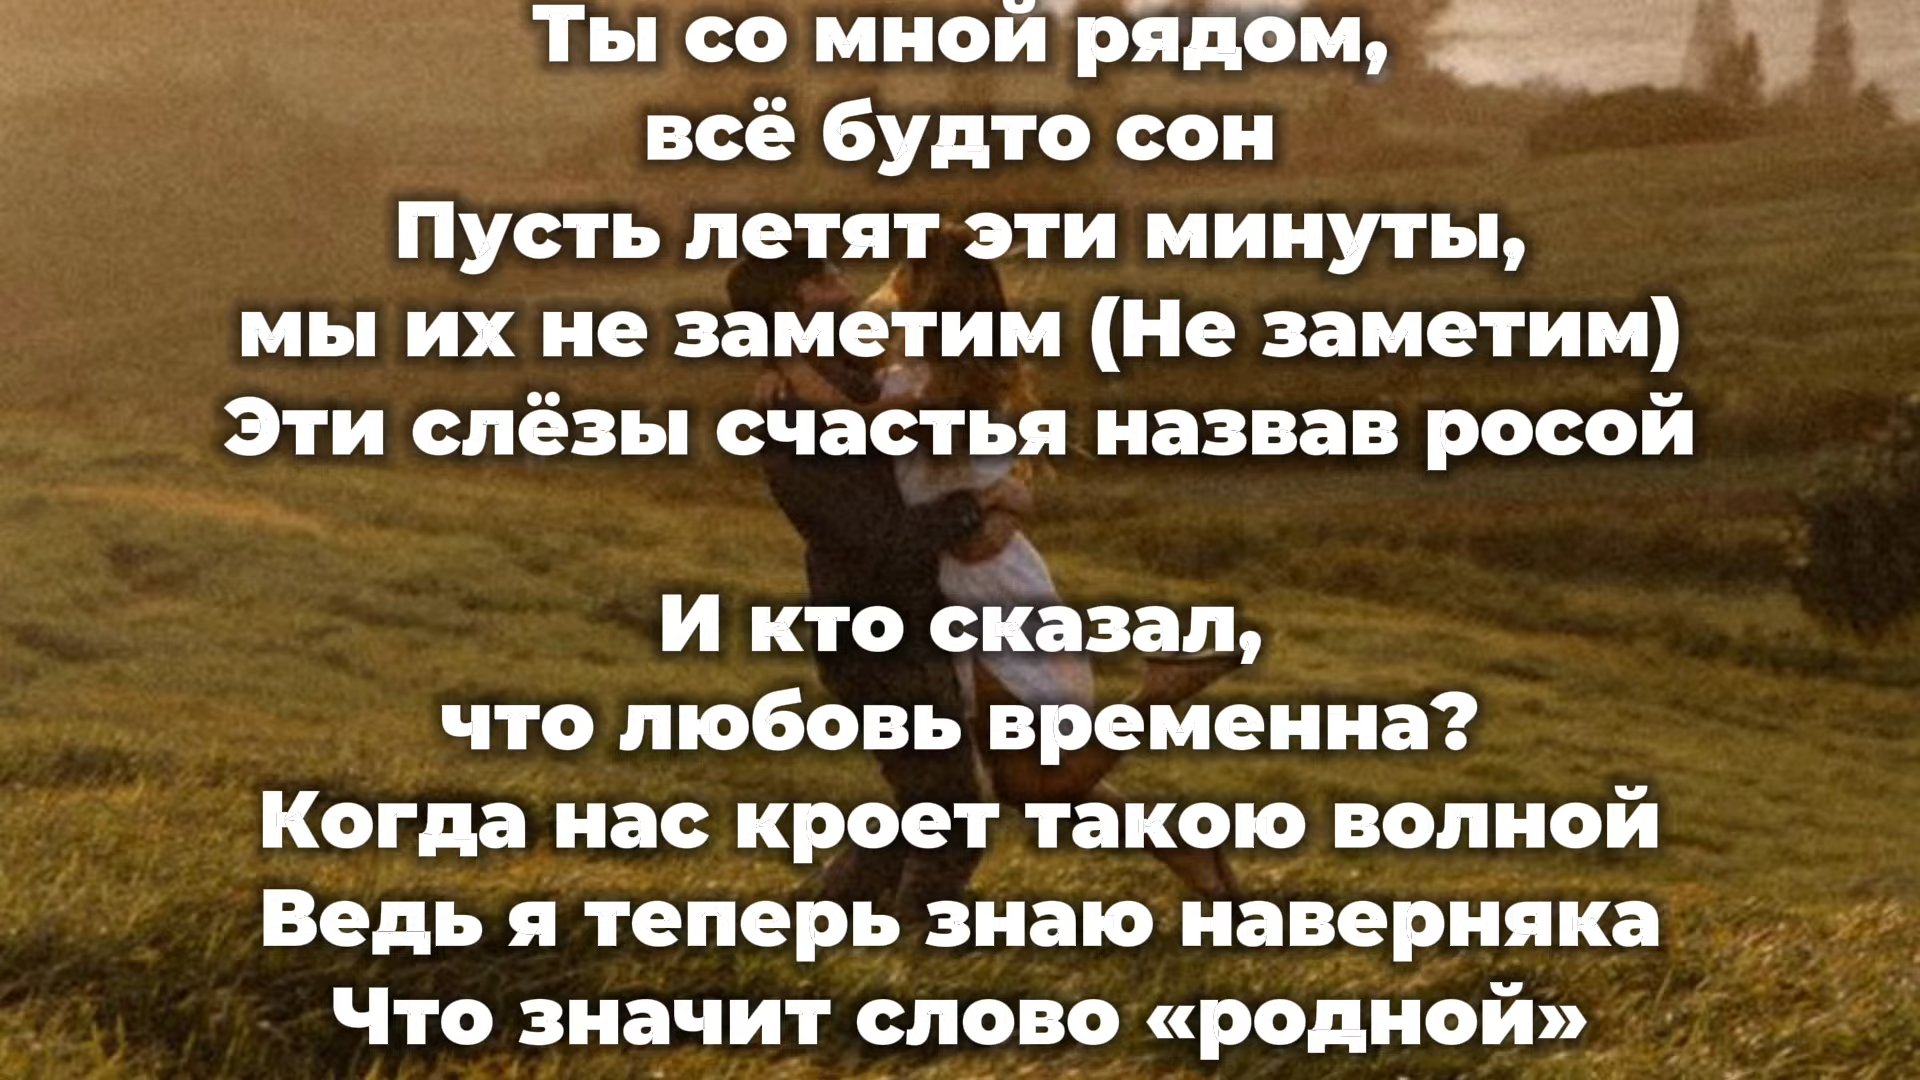 Ты со мной рядом,
всё будто сон
Пусть летят эти минуты,
мы их не заметим (Не заметим)
Эти слёзы счастья назвав росой
И кто сказал,
что любовь временна?
Когда нас кроет такою волной
Ведь я теперь знаю наверняка
Что значит слово «родной»